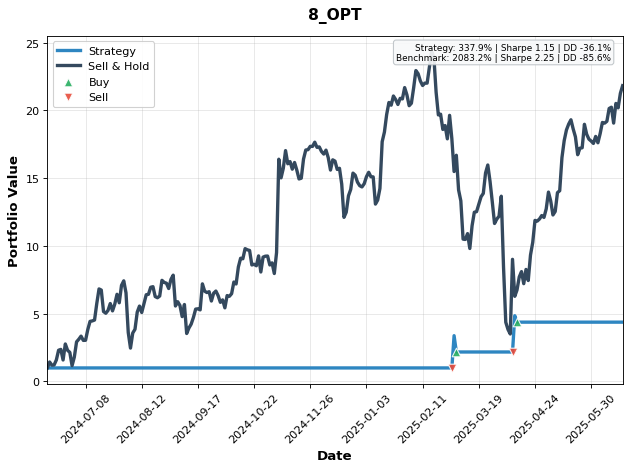 8_OPT
Strategy: 337.9% | Sharpe 1.15 | DD -36.1%
Benchmark: 2083.2% | Sharpe 2.25 | DD -85.6%
Strategy
Sell & Hold
Buy
Sell
Portfolio Value
25
20
15
10
5
0
2024-07-08
2024-08-12
2024-09-17
2024-10-22
2024-11-26
2025-01-03
2025-02-11
2025-03-19
2025-04-24
2025-05-30
Date